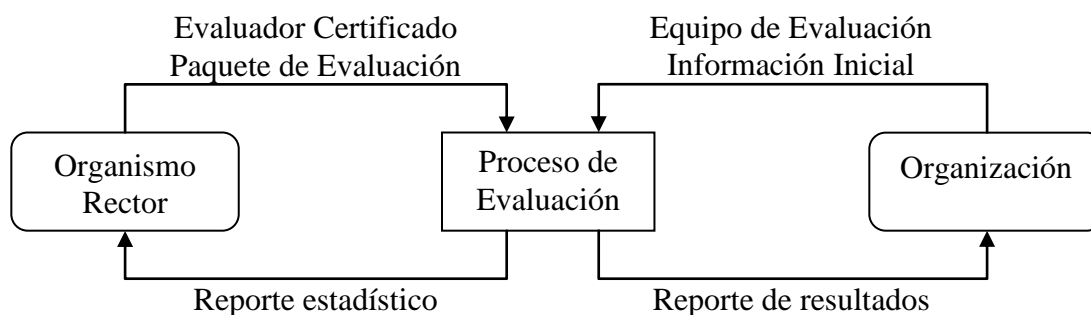 Evaluador Certificado
Paquete de Evaluación
Equipo de Evaluación
Información Inicial
Organismo
Rector
Proceso de
Evaluación
Organización
Reporte estadístico
Reporte de resultados